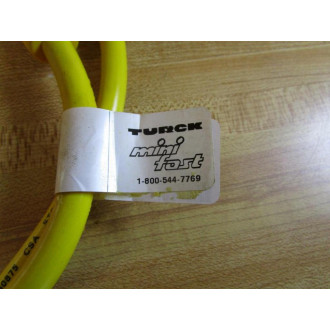 TURCK
mini
fast
1-800-544-7769
CSA